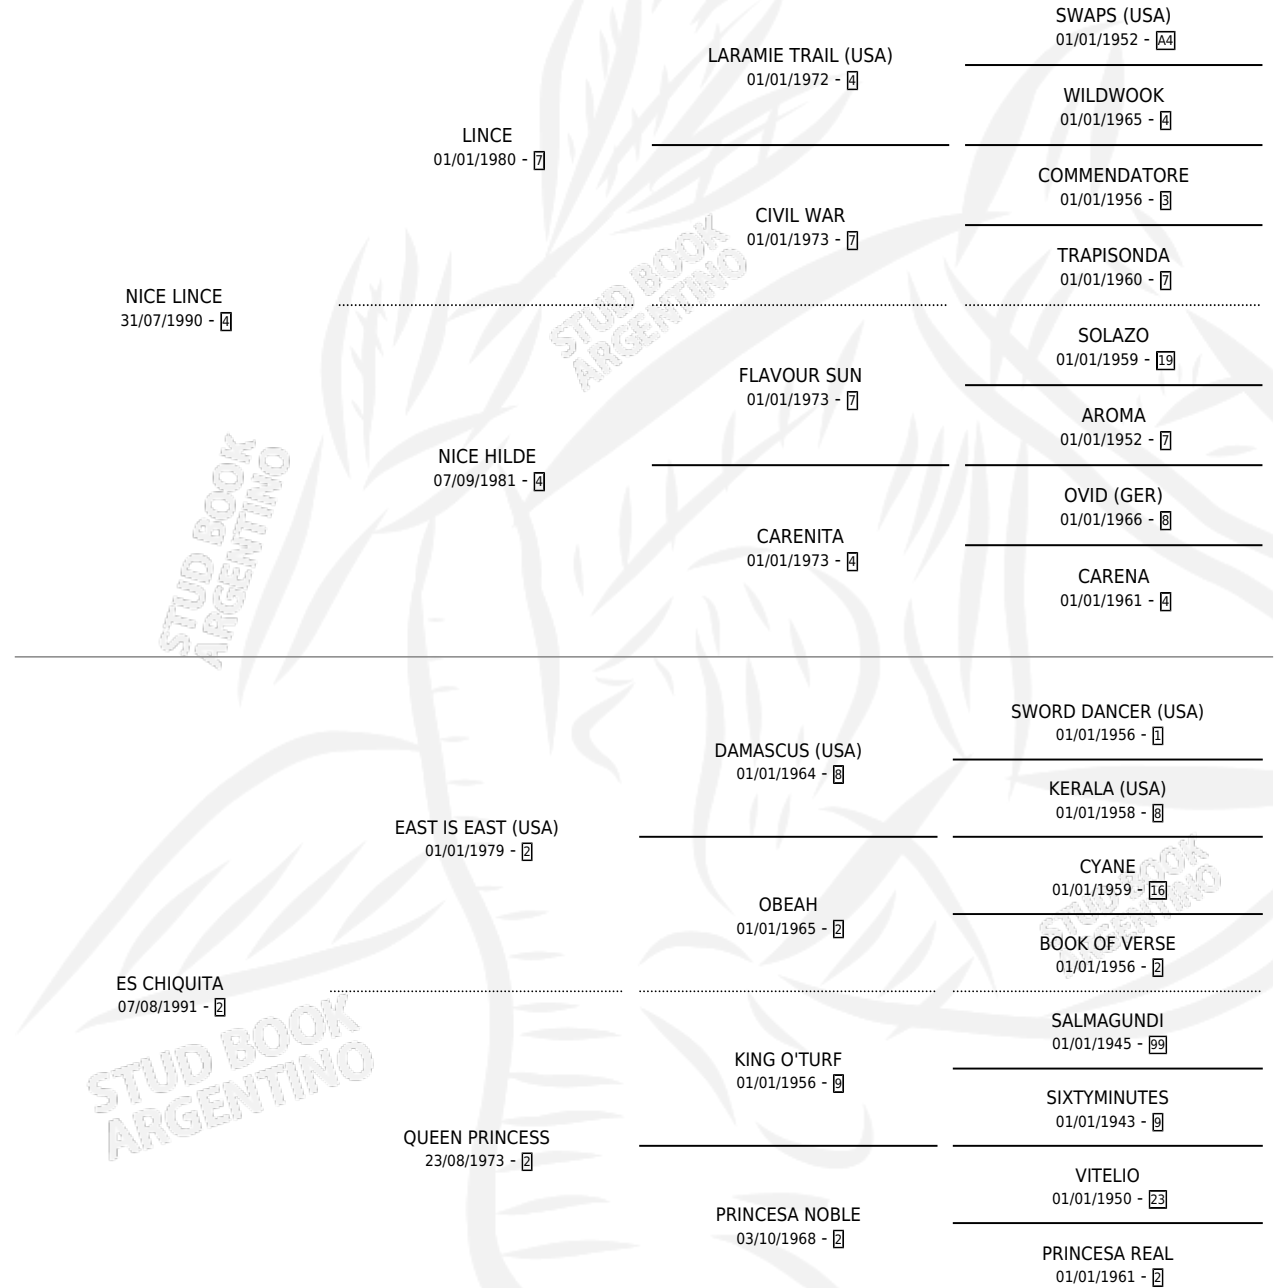 SWAPS (USA)
01/01/1952 - A4
LARAMIE TRAIL (USA)
01/01/1972 - 4
WILDWOOK
01/01/1965 - 4
LINCE
01/01/1980 - 7
COMMENDATORE
01/01/1956 - 3
CIVIL WAR
01/01/1973 - 7
TRAPISONDA
01/01/1960 - 7
NICE LINCE
31/07/1990 - 4
STUD BOOK
ARGENTINO
SOLAZO
01/01/1959 - 19
FLAVOUR SUN
01/01/1973 - 7
AROMA
01/01/1952 - 7
NICE HILDE
07/09/1981 - 4
OVID (GER)
01/01/1966 - 8
CARENITA
01/01/1973 - 4
CARENA
01/01/1961 - 4
STUD BOOK
ARGENTINO
SWORD DANCER (USA)
01/01/1956 - 1
DAMASCUS (USA)
01/01/1964 - 8
KERALA (USA)
01/01/1958 - 8
EAST IS EAST (USA)
01/01/1979 - 2
CYANE
01/01/1959 - 16
OBEAH
01/01/1965 - 2
STUD BOOK
ARGENTINO
BOOK OF VERSE
01/01/1956 - 2
ES CHIQUITA
07/08/1991 - 2
SALMAGUNDI
01/01/1945 - 99
KING O'TURF
01/01/1956 - 9
STUD BOOK
ARGENTINO
SIXTYMINUTES
01/01/1943 - 9
QUEEN PRINCESS
23/08/1973 - 2
VITELIO
01/01/1950 - 23
PRINCESA NOBLE
03/10/1968 - 2
PRINCESA REAL
01/01/1961 - 2